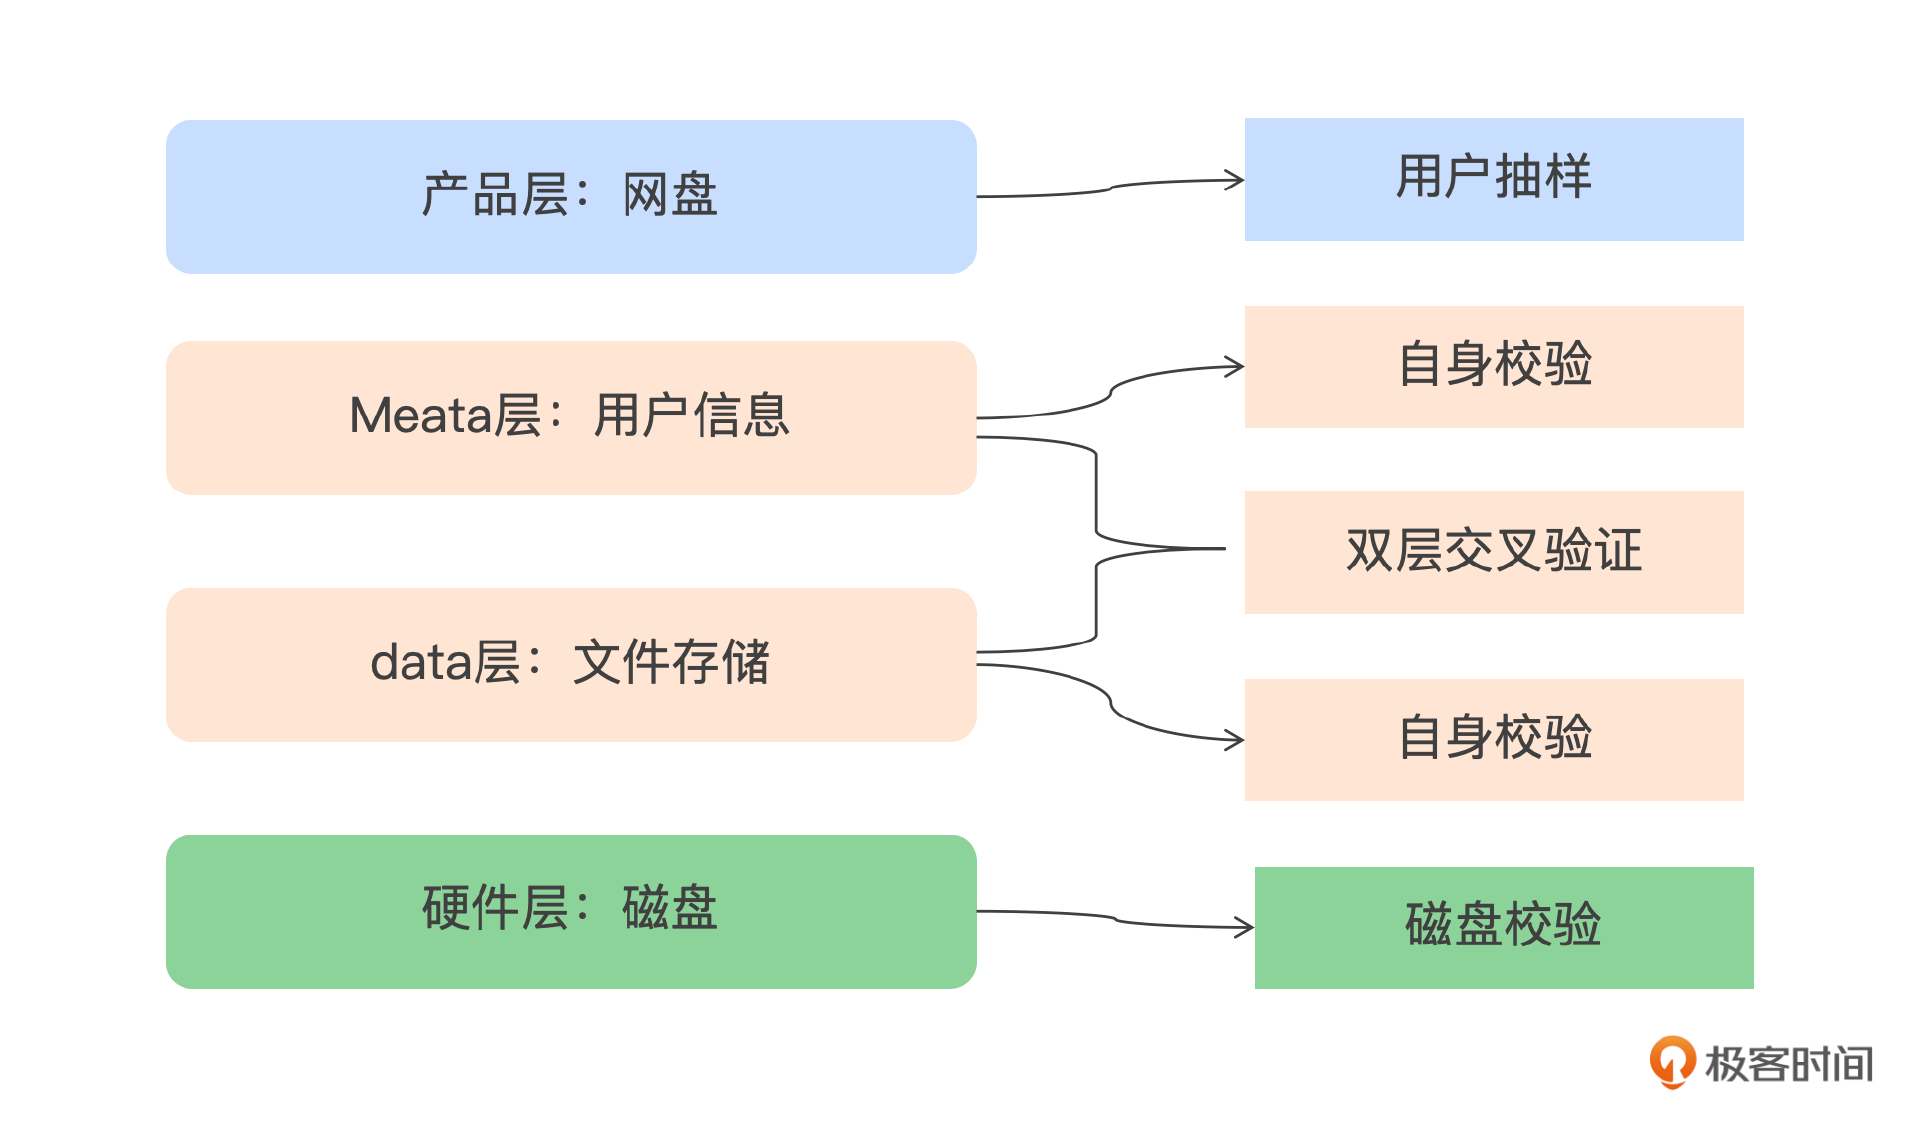 产品层：网盘
用户抽样
自身校验
Meata层：用户信息
双层交叉验证
data层：文件存储
自身校验
硬件层：磁盘
磁盘校验
极客时间